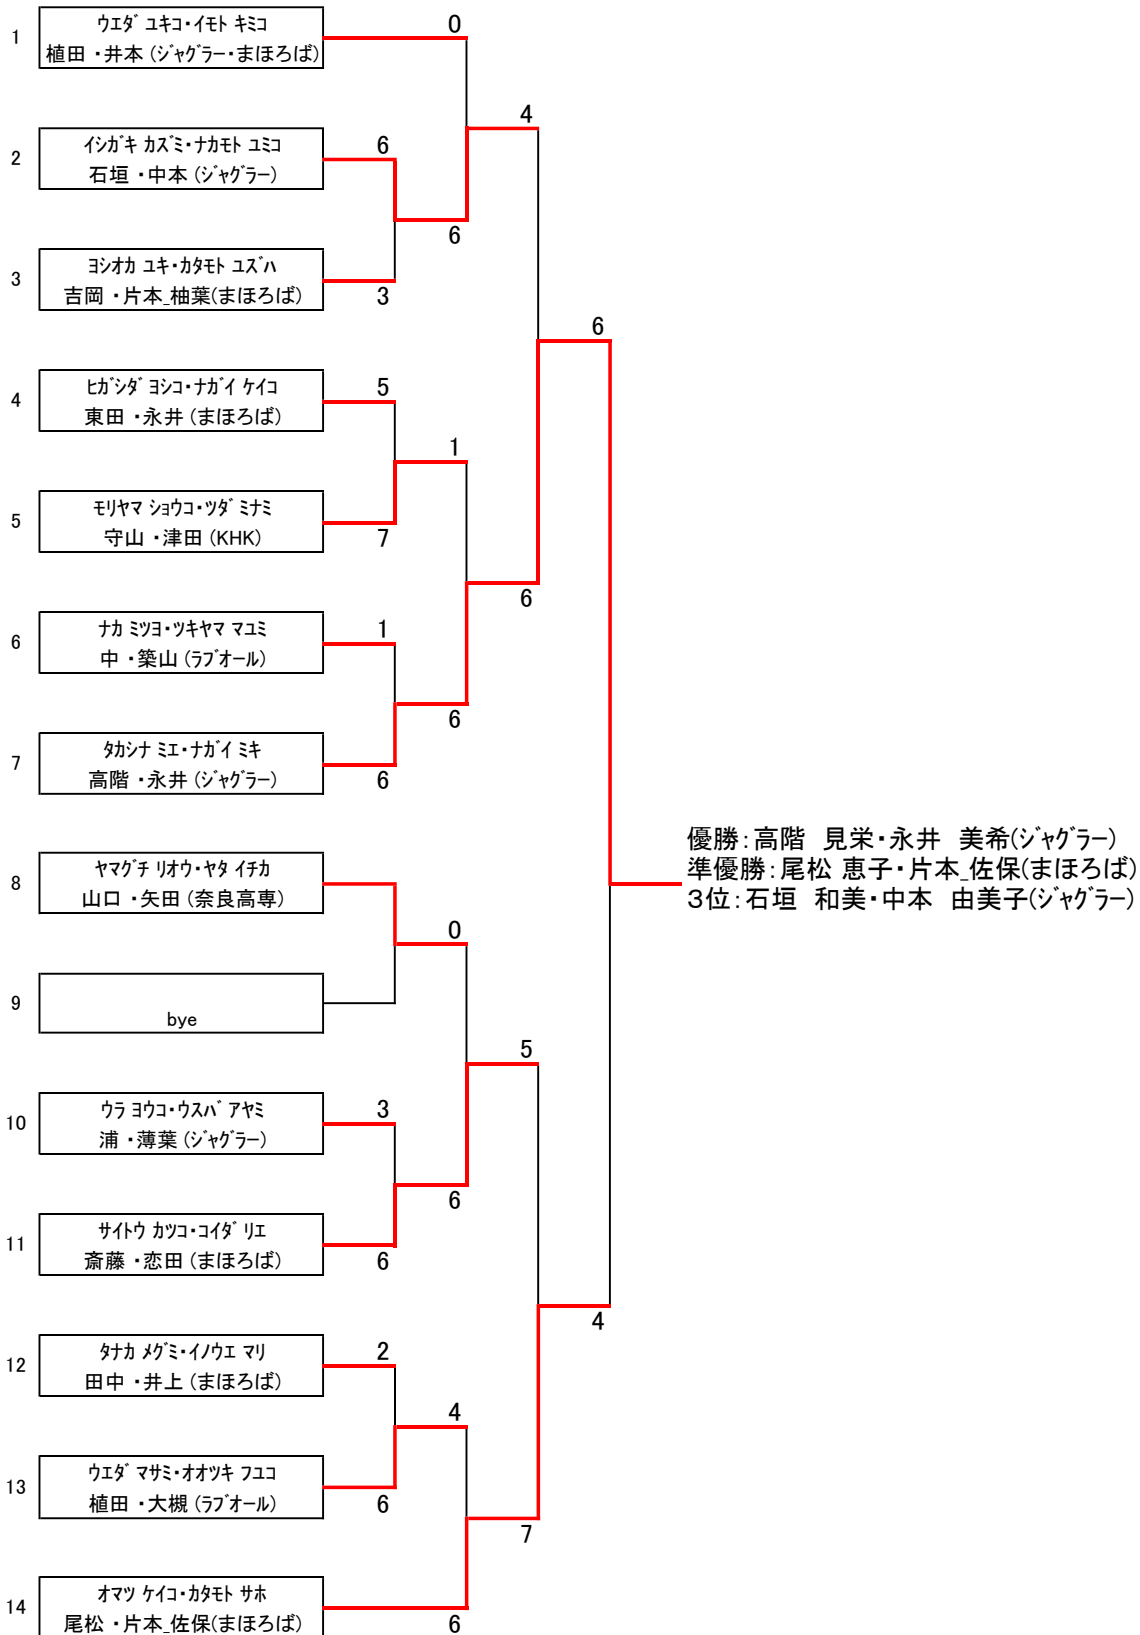 1
ｳｴﾀﾞ ﾕｷｺ・ｲﾓﾄ ｷﾐｺ
植田 ・井本 (ｼﾞｬｸﾞﾗｰ・まほろば)
0
4
2
ｲｼｶﾞｷ ｶｽﾞﾐ・ﾅｶﾓﾄ ﾕﾐｺ
石垣 ・中本 (ｼﾞｬｸﾞﾗｰ)
6
6
3
ﾖｼｵｶ ﾕｷ・ｶﾀﾓﾄ ﾕｽﾞﾊ
吉岡 ・片本_柚葉(まほろば)
3
6
4
ﾋｶﾞｼﾀﾞ ﾖｼｺ・ﾅｶﾞｲ ｹｲｺ
東田 ・永井 (まほろば)
5
1
5
ﾓﾘﾔﾏ ｼｮｳｺ・ﾂﾀﾞ ﾐﾅﾐ
守山 ・津田 (KHK)
7
6
6
ﾅｶ ﾐﾂﾖ・ﾂｷﾔﾏ ﾏﾕﾐ
中 ・築山 (ﾗﾌﾞｵｰﾙ)
1
6
7
ﾀｶｼﾅ ﾐｴ・ﾅｶﾞｲ ﾐｷ
高階 ・永井 (ｼﾞｬｸﾞﾗｰ)
6
優勝：高階　見栄・永井　美希(ｼﾞｬｸﾞﾗｰ)
準優勝：尾松 恵子・片本_佐保(まほろば)
3位：石垣　和美・中本　由美子(ｼﾞｬｸﾞﾗｰ)
8
ﾔﾏｸﾞﾁ ﾘｵｳ・ﾔﾀ ｲﾁｶ
山口 ・矢田 (奈良高専)
0
9
bye
5
10
ｳﾗ ﾖｳｺ・ｳｽﾊﾞ ｱﾔﾐ
浦 ・薄葉 (ｼﾞｬｸﾞﾗｰ)
3
6
11
ｻｲﾄｳ ｶﾂｺ・ｺｲﾀﾞ ﾘｴ
斎藤 ・恋田 (まほろば)
6
4
12
ﾀﾅｶ ﾒｸﾞﾐ・ｲﾉｳｴ ﾏﾘ
田中 ・井上 (まほろば)
2
4
13
ｳｴﾀﾞ ﾏｻﾐ・ｵｵﾂｷ ﾌﾕｺ
植田 ・大槻 (ﾗﾌﾞｵｰﾙ)
6
7
14
ｵﾏﾂ ｹｲｺ・ｶﾀﾓﾄ ｻﾎ
尾松 ・片本_佐保(まほろば)
6